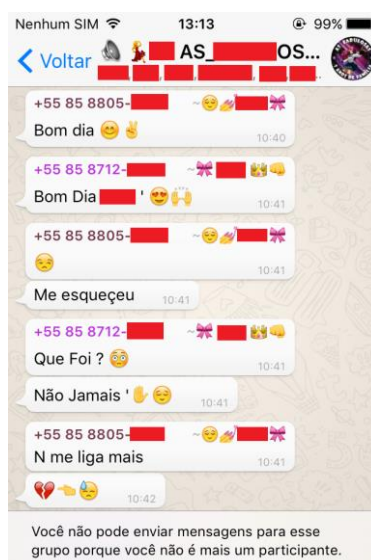 Nenhum SIM 13:13 99%
Voltar AS_ OS...
+55 85 8805- ~
Bom dia 😊✌
10:40
+55 85 8712- ~
Bom Dia ' 😍🙌
10:41
+55 85 8805- ~
😒
10:41
Me esqueçeu 10:41
+55 85 8712- ~
Que Foi ? 😳
10:41
Não Jamais ' ✋😌
10:41
+55 85 8805- ~
N me liga mais
10:41
💔👈😓
10:42
Você não pode enviar mensagens para esse
grupo porque você não é mais um participante.